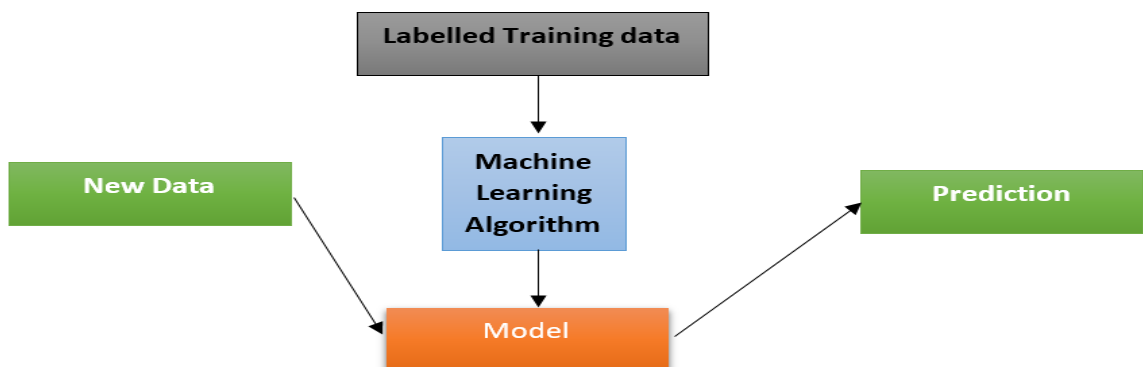 Labelled Training data
Machine
Learning
Algorithm
New Data
Prediction
Model